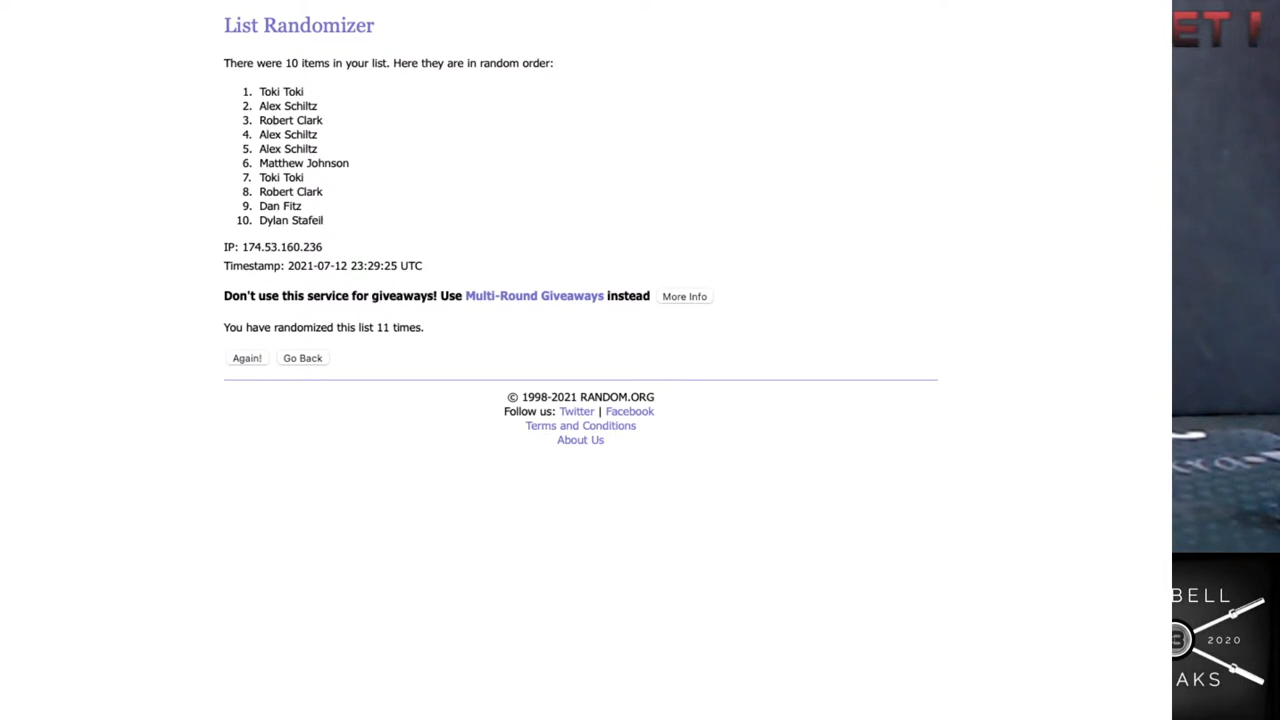 List Randomizer
There were 10 items in your list. Here they are in random order:
1. Toki Toki
2. Alex Schiltz
3. Robert Clark
4. Alex Schiltz
5. Alex Schiltz
6. Matthew Johnson
7. Toki Toki
8. Robert Clark
9. Dan Fitz
10. Dylan Stafeil
IP: 174.53.160.236
Timestamp: 2021-07-12 23:29:25 UTC
Don't use this service for giveaways! Use Multi-Round Giveaways instead More Info
You have randomized this list 11 times.
Again! Go Back
© 1998-2021 RANDOM.ORG
Follow us: Twitter | Facebook
Terms and Conditions
About Us
ET
BELL
B 2020
AKS